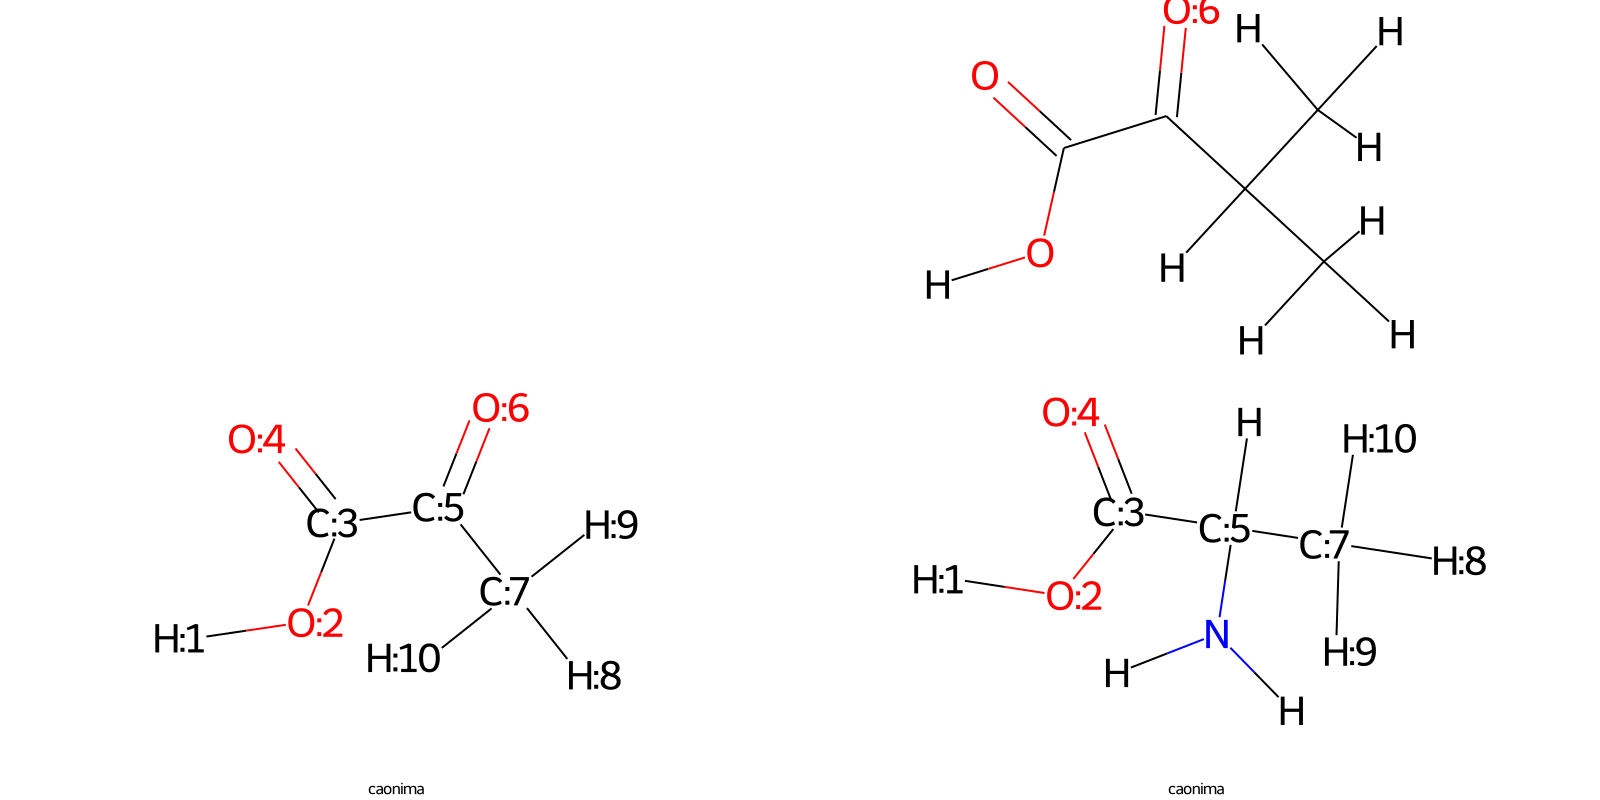 O:6 H H
O
H
H
O H
H
H H
O:4 O:6 O:4 H H:10
C:3 C:5 H:9 C:3 C:5 C:7 H:8
H:1 O:2 C:7 H:1 O:2
H:10 H:8 N H:9
H H
caonima caonima